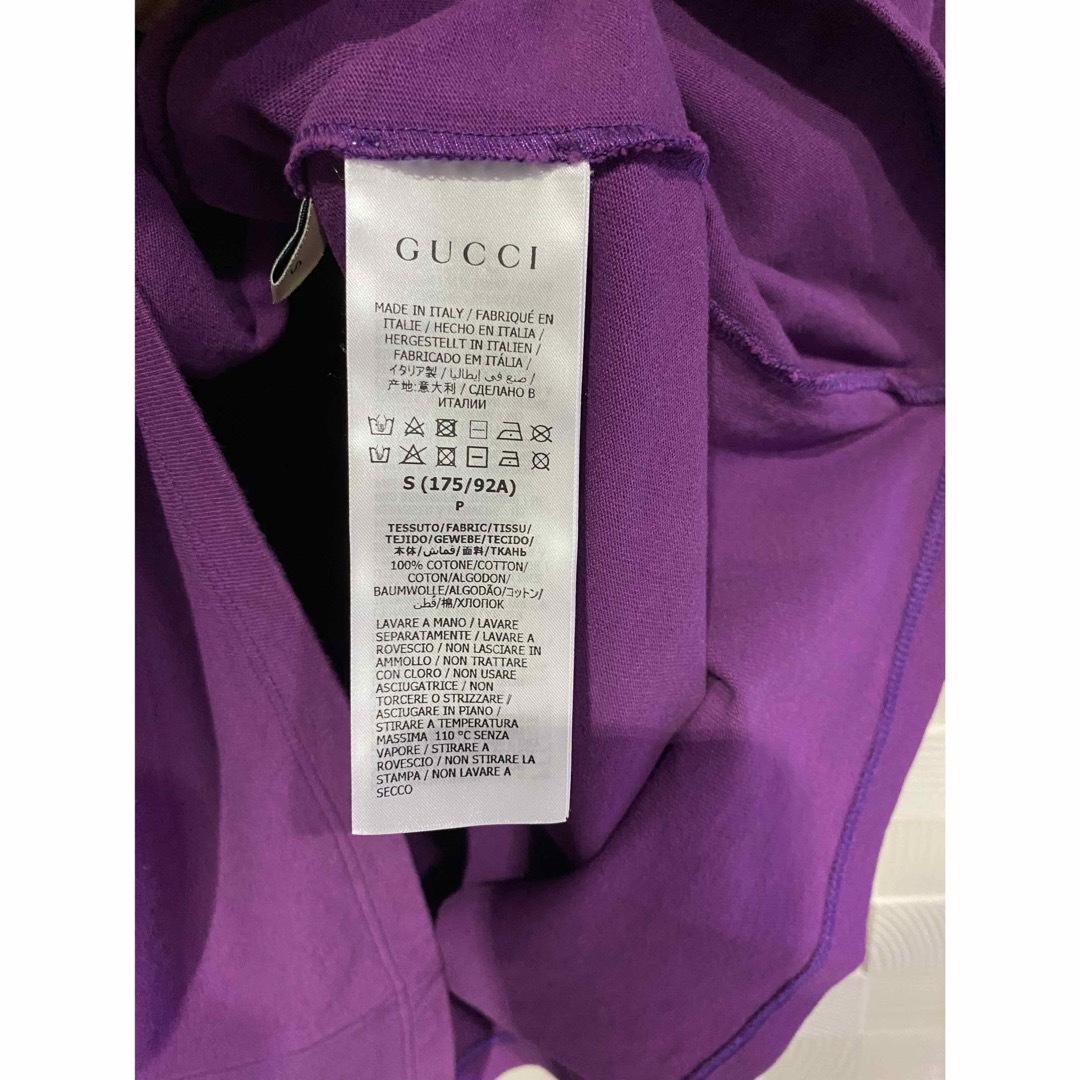 GUCCI
MADE IN ITALY / FABRIQUÉ EN
ITALIE / HECHO EN ITALIA /
HERGESTELLT IN ITALIEN /
FABRICADO EM ITÁLIA /
イタリア製 / صنع في إيطاليا /
产地:意大利 / СДЕЛАНО В
ИТАЛИИ
S (175/92A)
P
TESSUTO/FABRIC/TISSU/
TEJIDO/GEWEBE/TECIDO/
本体/قماش/面料/ТКАНЬ
100% COTONE/COTTON/
COTON/ALGODON/
BAUMWOLLE/ALGODÃO/コットン/
قُطن/棉/ХЛОПОК
LAVARE A MANO / LAVARE
SEPARATAMENTE / LAVARE A
ROVESCIO / NON LASCIARE IN
AMMOLLO / NON TRATTARE
CON CLORO / NON USARE
ASCIUGATRICE / NON
TORCERE O STRIZZARE /
ASCIUGARE IN PIANO /
STIRARE A TEMPERATURA
MASSIMA 110 °C SENZA
VAPORE / STIRARE A
ROVESCIO / NON STIRARE LA
STAMPA / NON LAVARE A
SECCO
S